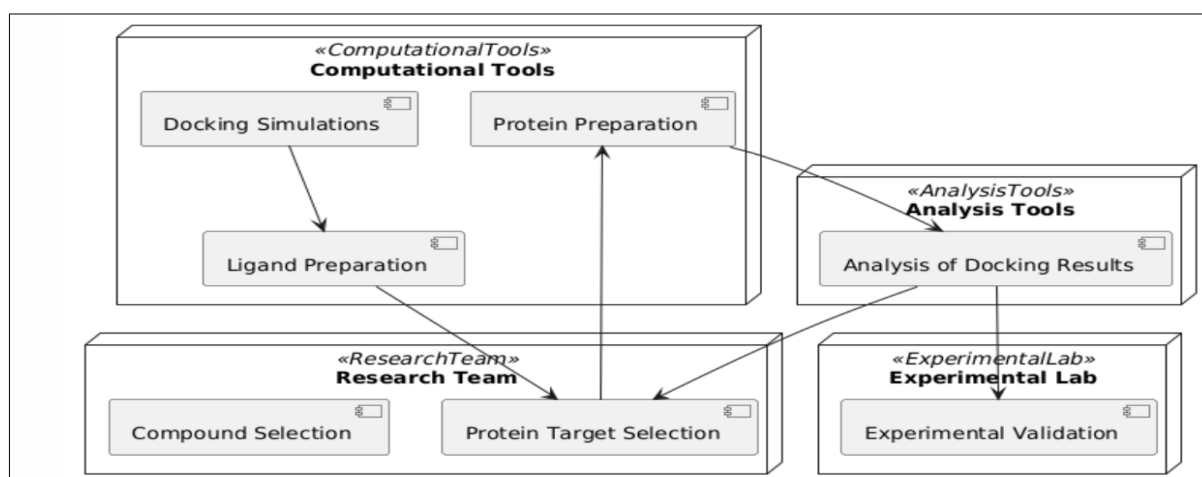 «ComputationalTools»
Computational Tools
Docking Simulations
Protein Preparation
Ligand Preparation
«AnalysisTools»
Analysis Tools
Analysis of Docking Results
«ResearchTeam»
Research Team
Compound Selection
Protein Target Selection
«ExperimentalLab»
Experimental Lab
Experimental Validation